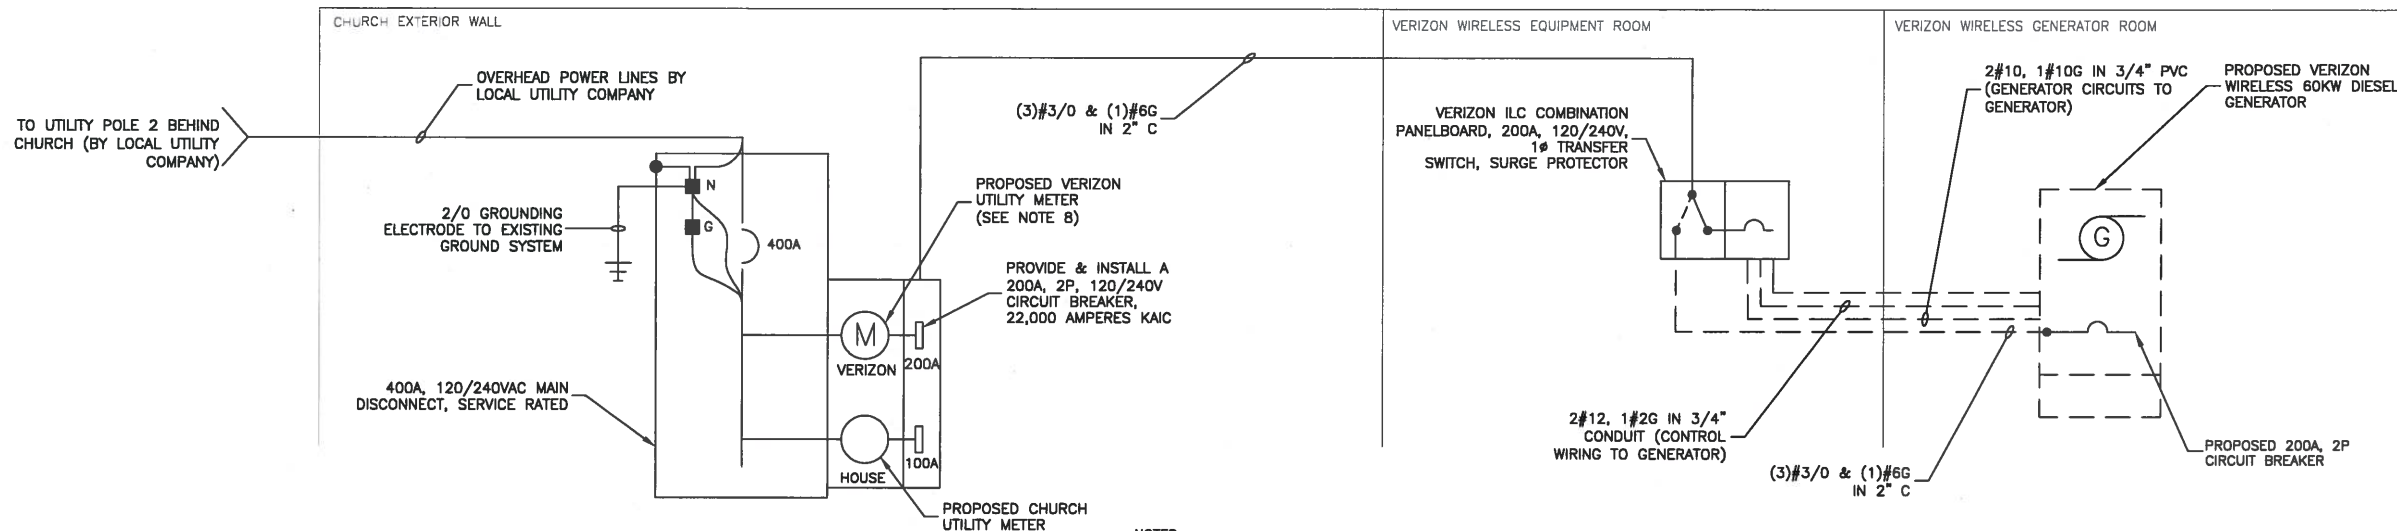 CHURCH EXTERIOR WALL
VERIZON WIRELESS EQUIPMENT ROOM
VERIZON WIRELESS GENERATOR ROOM
TO UTILITY POLE 2 BEHIND
CHURCH (BY LOCAL UTILITY
COMPANY)
OVERHEAD POWER LINES BY
LOCAL UTILITY COMPANY
N
G
400A
2/0 GROUNDING
ELECTRODE TO EXISTING
GROUND SYSTEM
400A, 120/240VAC MAIN
DISCONNECT, SERVICE RATED
PROPOSED VERIZON
UTILITY METER
(SEE NOTE 8)
PROVIDE & INSTALL A
200A, 2P, 120/240V
CIRCUIT BREAKER,
22,000 AMPERES KAIC
M
VERIZON
200A
HOUSE
100A
PROPOSED CHURCH
UTILITY METER
(3)#3/0 & (1)#6G
IN 2" C
VERIZON ILC COMBINATION
PANELBOARD, 200A, 120/240V,
1ø TRANSFER
SWITCH, SURGE PROTECTOR
2#10, 1#10G IN 3/4" PVC
(GENERATOR CIRCUITS TO
GENERATOR)
PROPOSED VERIZON
WIRELESS 60KW DIESEL
GENERATOR
G
2#12, 1#2G IN 3/4"
CONDUIT (CONTROL
WIRING TO GENERATOR)
(3)#3/0 & (1)#6G
IN 2" C
PROPOSED 200A, 2P
CIRCUIT BREAKER